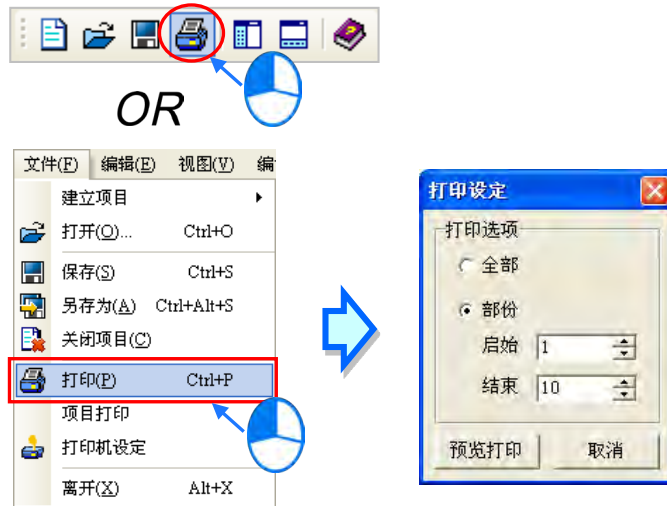 OR
文件(F) 编辑(E) 视图(V) 编
建立项目
打开(O)... Ctrl+O
保存(S) Ctrl+S
另存为(A) Ctrl+Alt+S
关闭项目(C)
打印(P) Ctrl+P
项目打印
打印机设定
离开(X) Alt+X
打印设定
打印选项
全部
部份
启始 1
结束 10
预览打印 取消